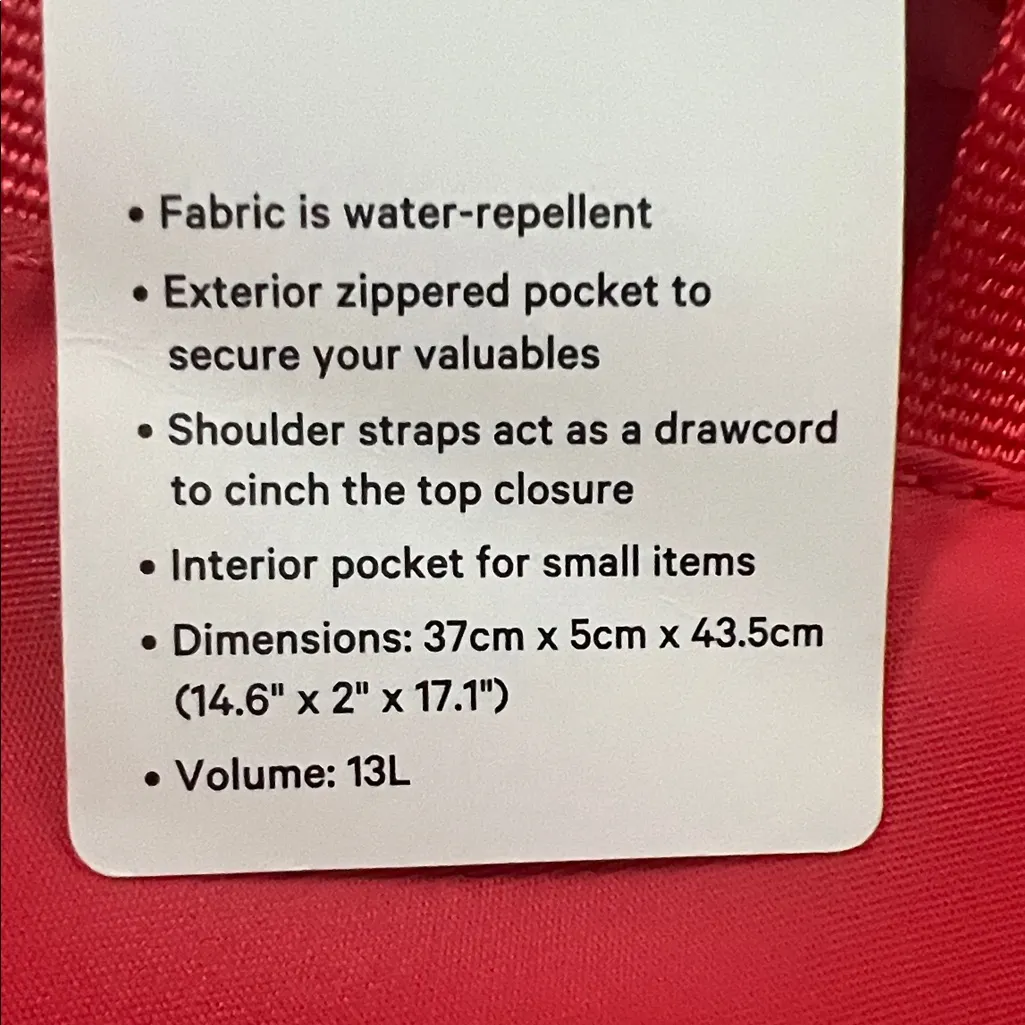 • Fabric is water-repellent
• Exterior zippered pocket to
secure your valuables
• Shoulder straps act as a drawcord
to cinch the top closure
• Interior pocket for small items
• Dimensions: 37cm x 5cm x 43.5cm
(14.6" x 2" x 17.1")
• Volume: 13L